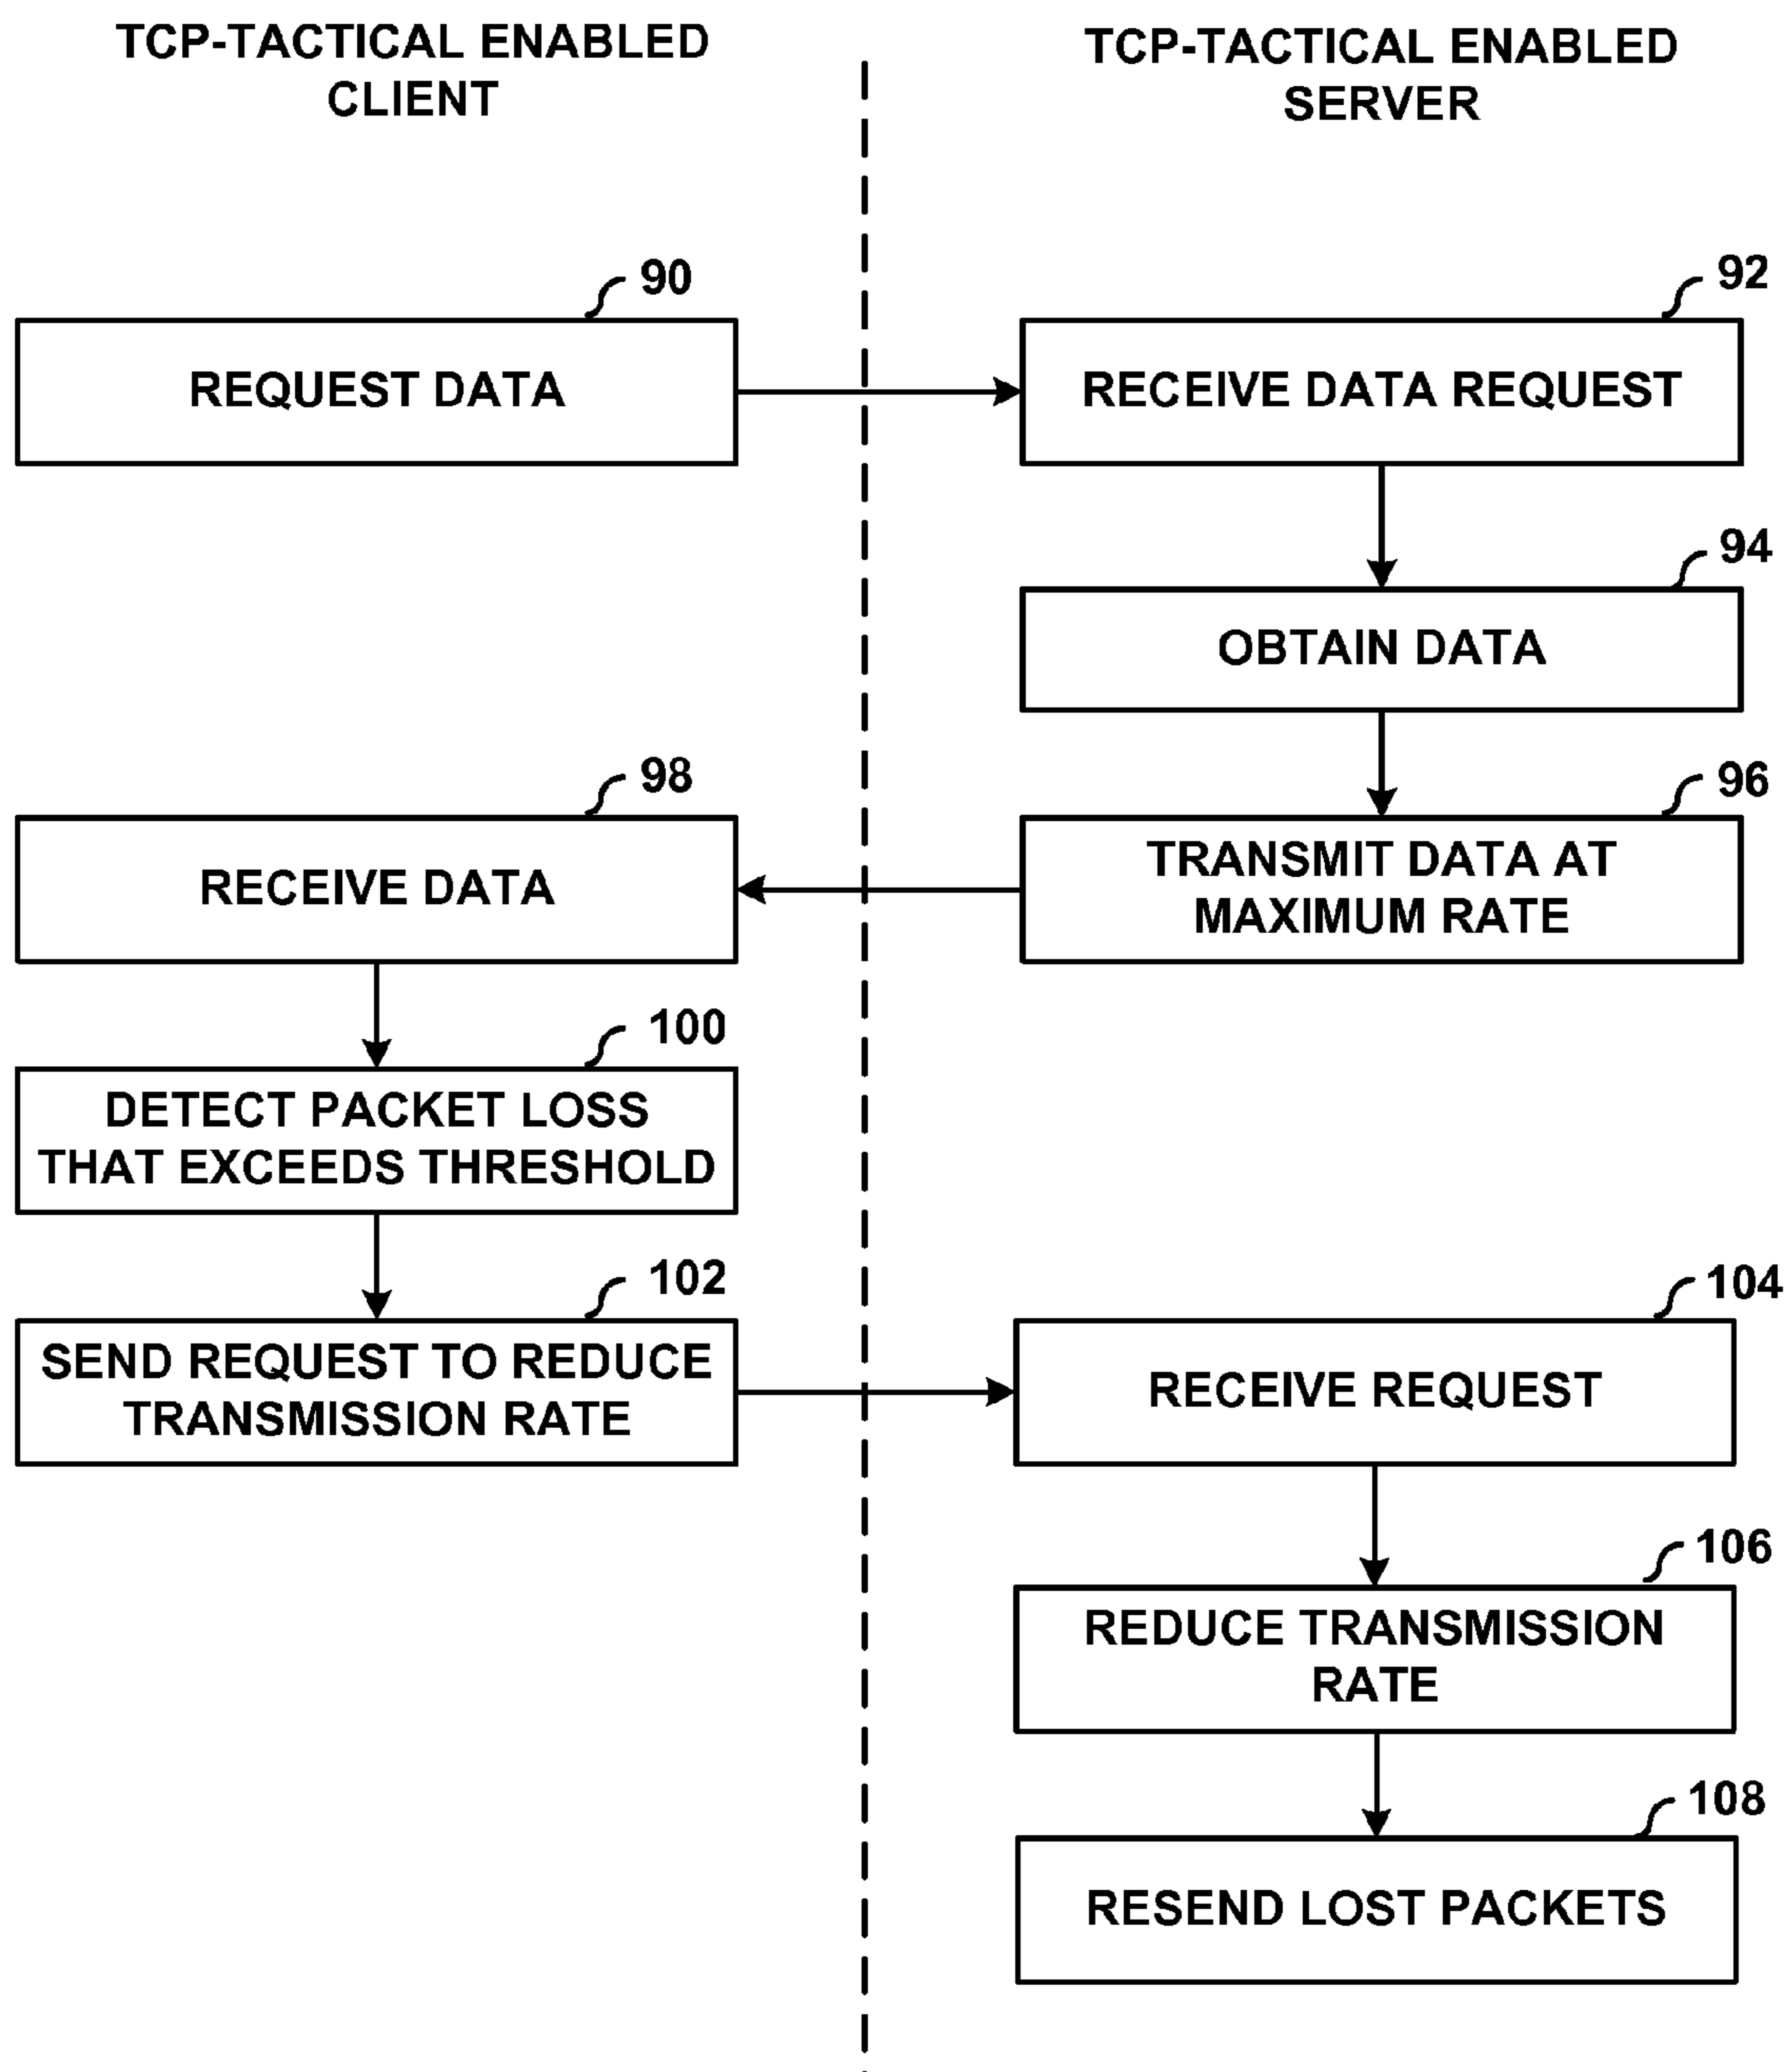 TCP-TACTICAL ENABLED
CLIENT
TCP-TACTICAL ENABLED
SERVER
90
REQUEST DATA
92
RECEIVE DATA REQUEST
94
OBTAIN DATA
96
TRANSMIT DATA AT
MAXIMUM RATE
98
RECEIVE DATA
100
DETECT PACKET LOSS
THAT EXCEEDS THRESHOLD
102
SEND REQUEST TO REDUCE
TRANSMISSION RATE
104
RECEIVE REQUEST
106
REDUCE TRANSMISSION
RATE
108
RESEND LOST PACKETS